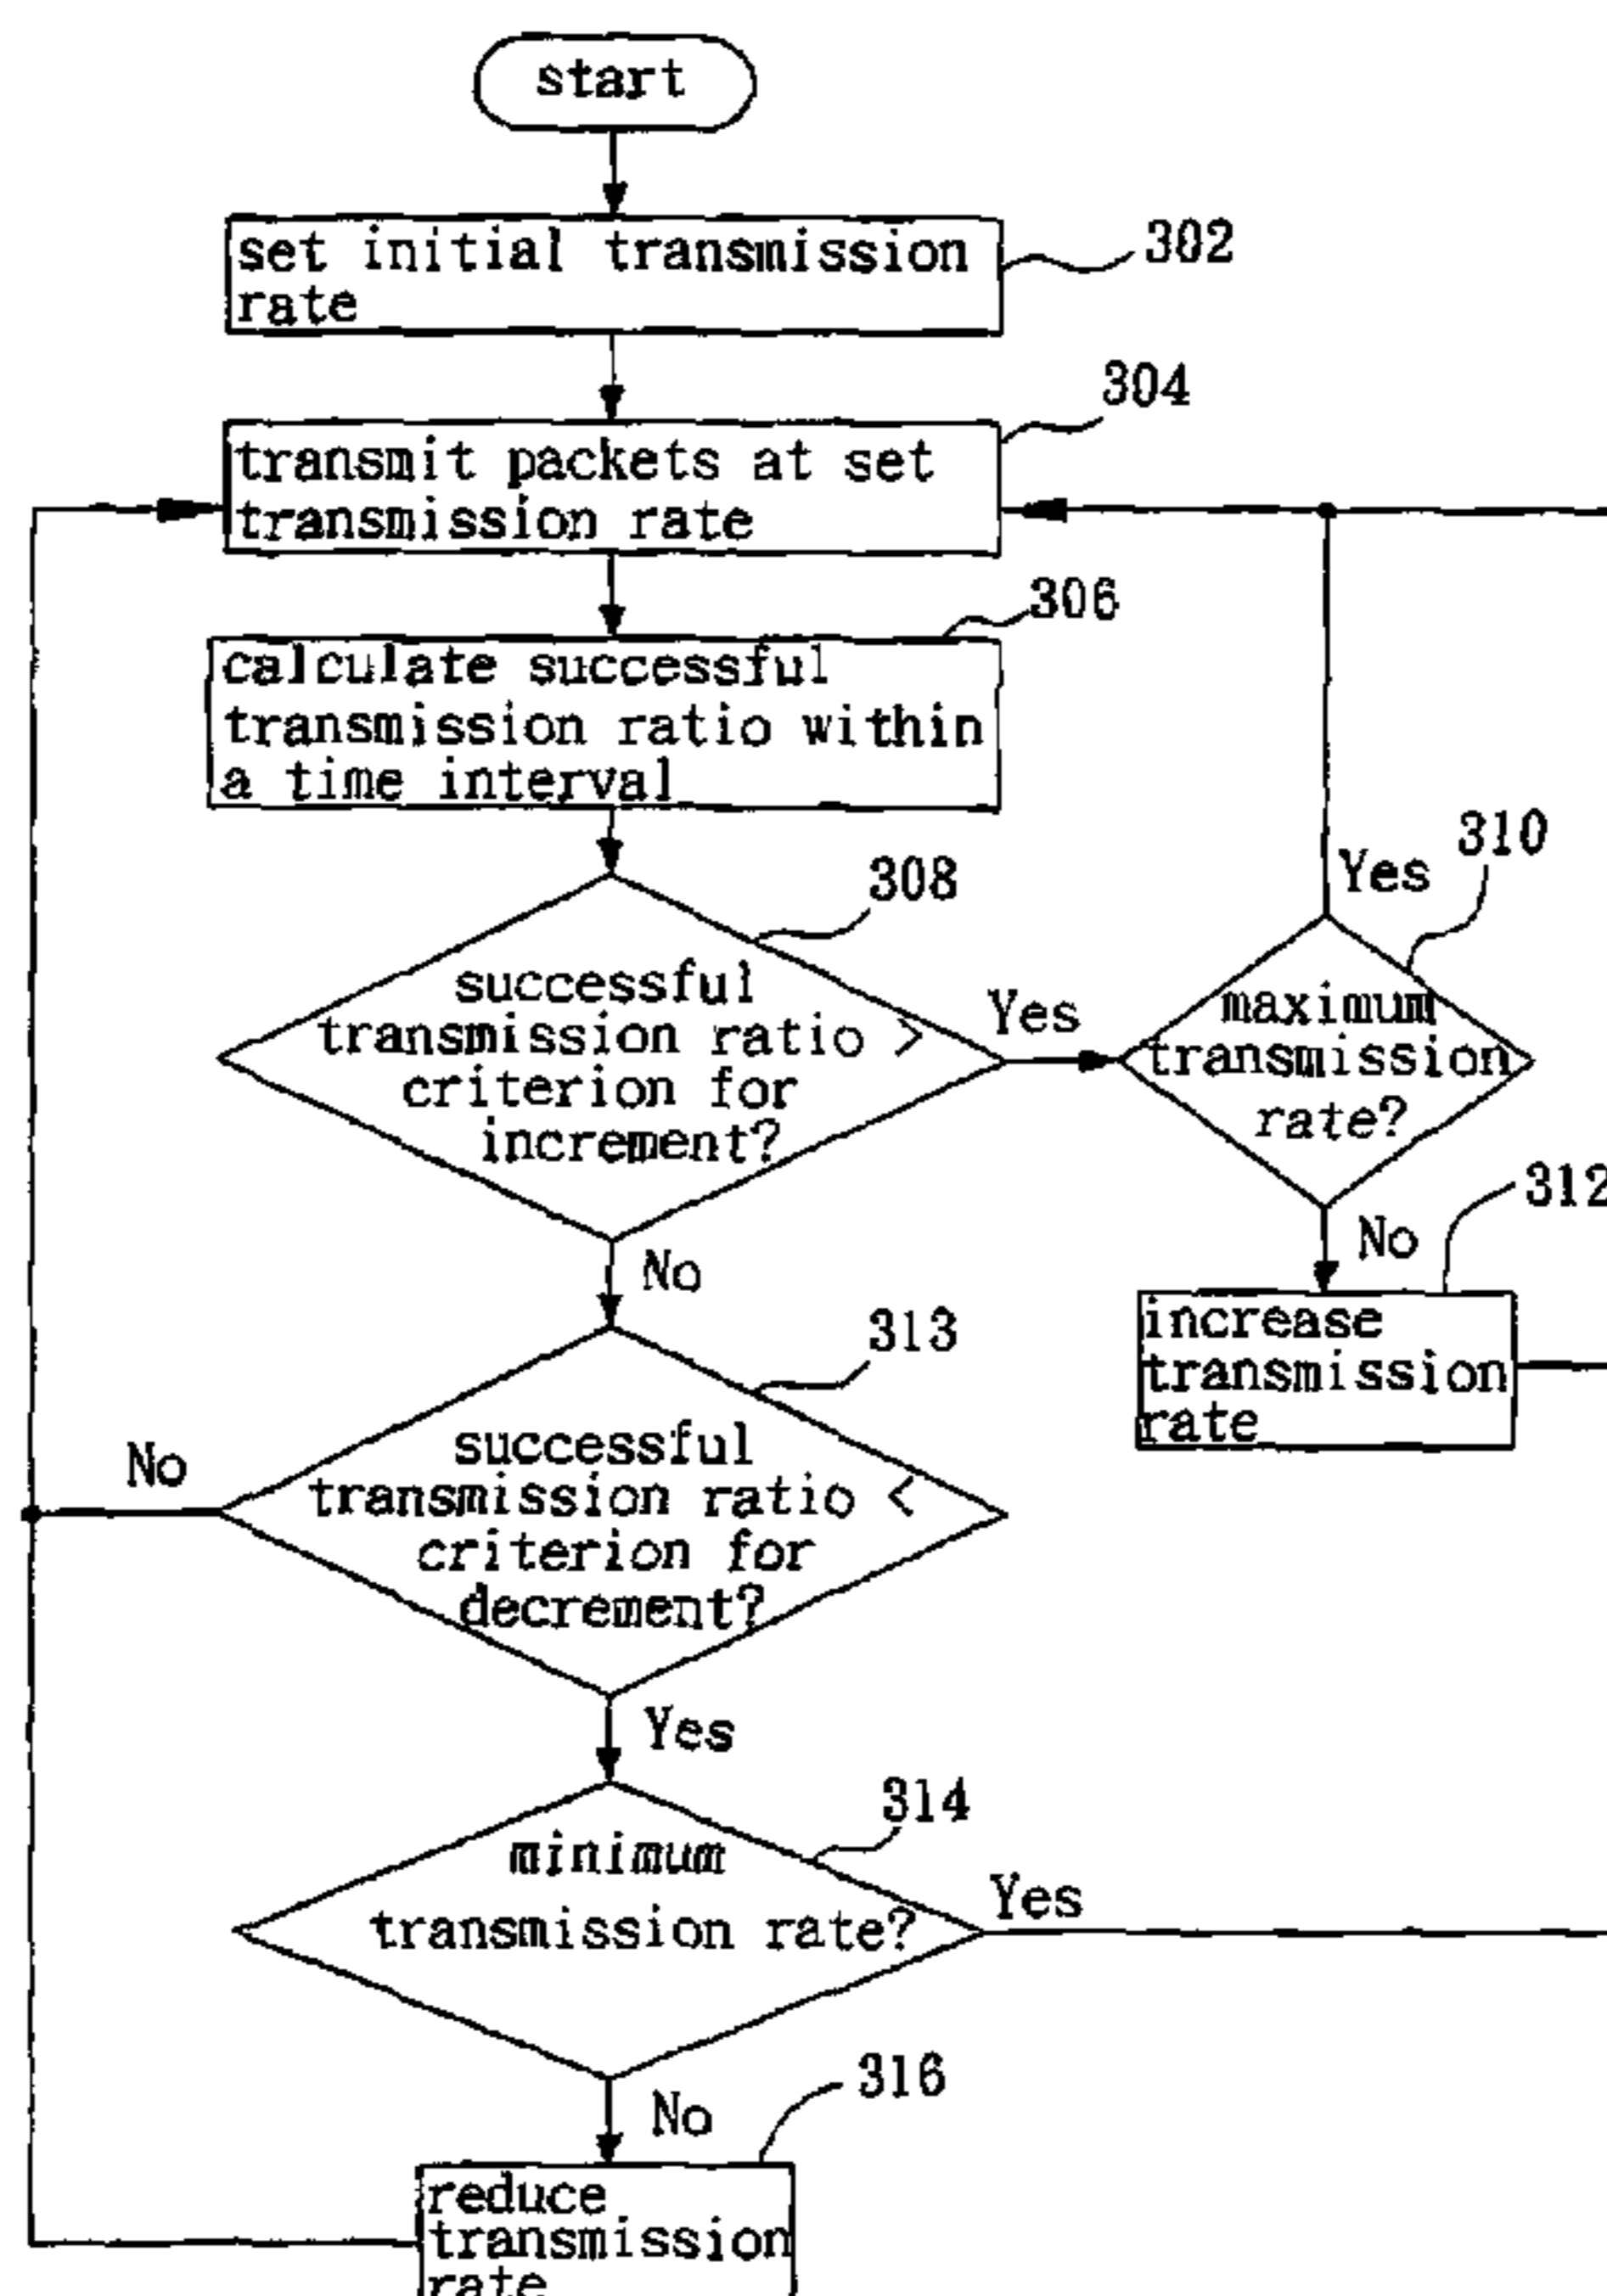 start
set initial transmission
rate
302
304
transmit packets at set
transmission rate
306
calculate successful
transmission ratio within
a time interval
308
successful
transmission ratio >
criterion for
increment?
Yes
310
Yes
maximum
transmission
rate?
No
312
increase
transmission
rate
No
313
successful
transmission ratio <
criterion for
decrement?
No
Yes
314
minimum
transmission rate?
Yes
No
316
reduce
transmission
rate